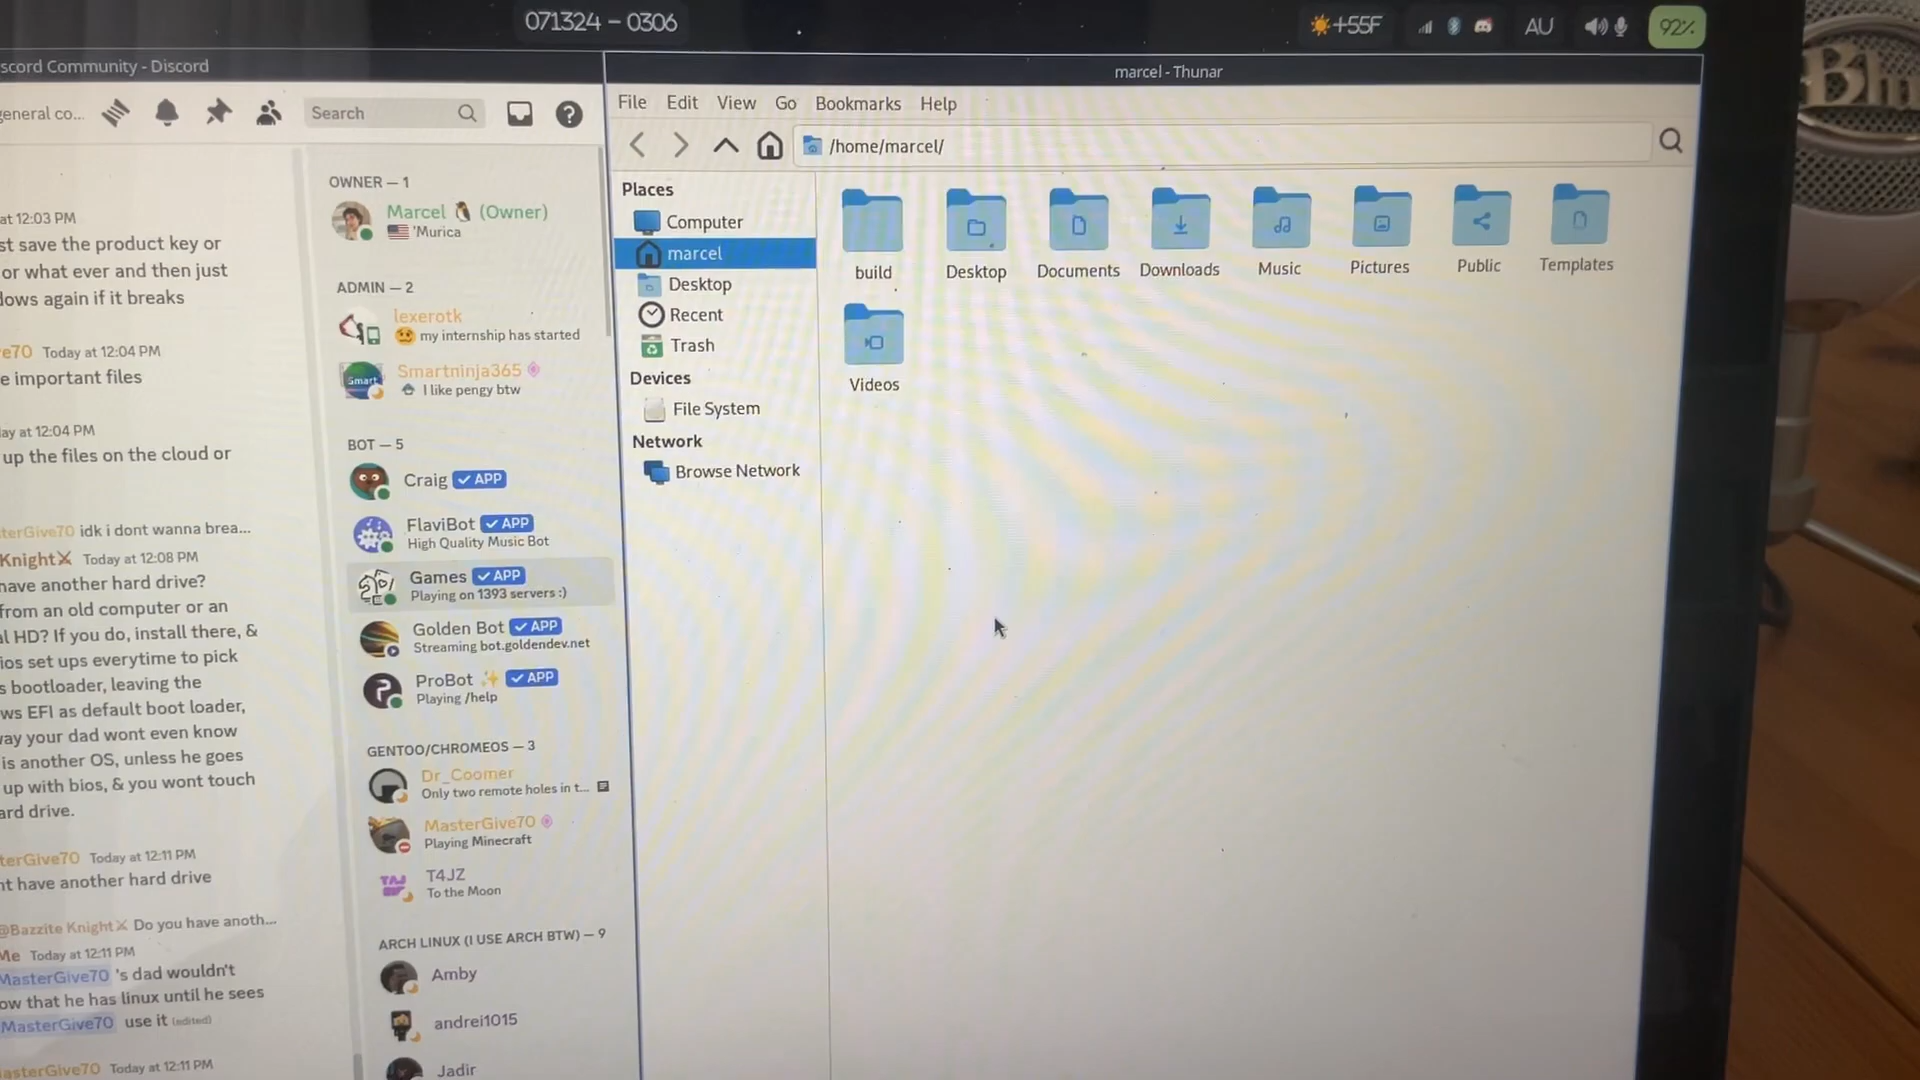 071324 – 0306
+55F
AU
92%
scord Community - Discord
general co...
Search
at 12:03 PM
st save the product key or
or what ever and then just
dows again if it breaks
e70 Today at 12:04 PM
e important files
ay at 12:04 PM
up the files on the cloud or
terGive70 idk i dont wanna brea...
Knight⚔ Today at 12:08 PM
have another hard drive?
from an old computer or an
al HD? If you do, install there, &
ios set ups everytime to pick
s bootloader, leaving the
ws EFI as default boot loader,
way your dad wont even know
is another OS, unless he goes
up with bios, & you wont touch
ard drive.
terGive70 Today at 12:11 PM
nt have another hard drive
@Bazzite Knight⚔ Do you have anoth...
Me Today at 12:11 PM
MasterGive70 's dad wouldn't
ow that he has linux until he sees
MasterGive70 use it (edited)
asterGive70 Today at 12:11 PM
OWNER — 1
Marcel 🐧 (Owner)
🇺🇸 'Murica
ADMIN — 2
lexerotk
my internship has started
Smart
Smartninja365
I like pengy btw
BOT — 5
Craig ✓ APP
FlaviBot ✓ APP
High Quality Music Bot
Games ✓ APP
Playing on 1393 servers :)
Golden Bot ✓ APP
Streaming bot.goldendev.net
ProBot ✨ ✓ APP
Playing /help
GENTOO/CHROMEOS — 3
Dr_Coomer
Only two remote holes in t...
MasterGive70
Playing Minecraft
T4JZ
To the Moon
ARCH LINUX (I USE ARCH BTW) — 9
Amby
andrei1015
Jadir
marcel - Thunar
File Edit View Go Bookmarks Help
/home/marcel/
Places
Computer
marcel
Desktop
Recent
Trash
Devices
File System
Network
Browse Network
build Desktop Documents Downloads Music Pictures Public Templates
Videos
Blu